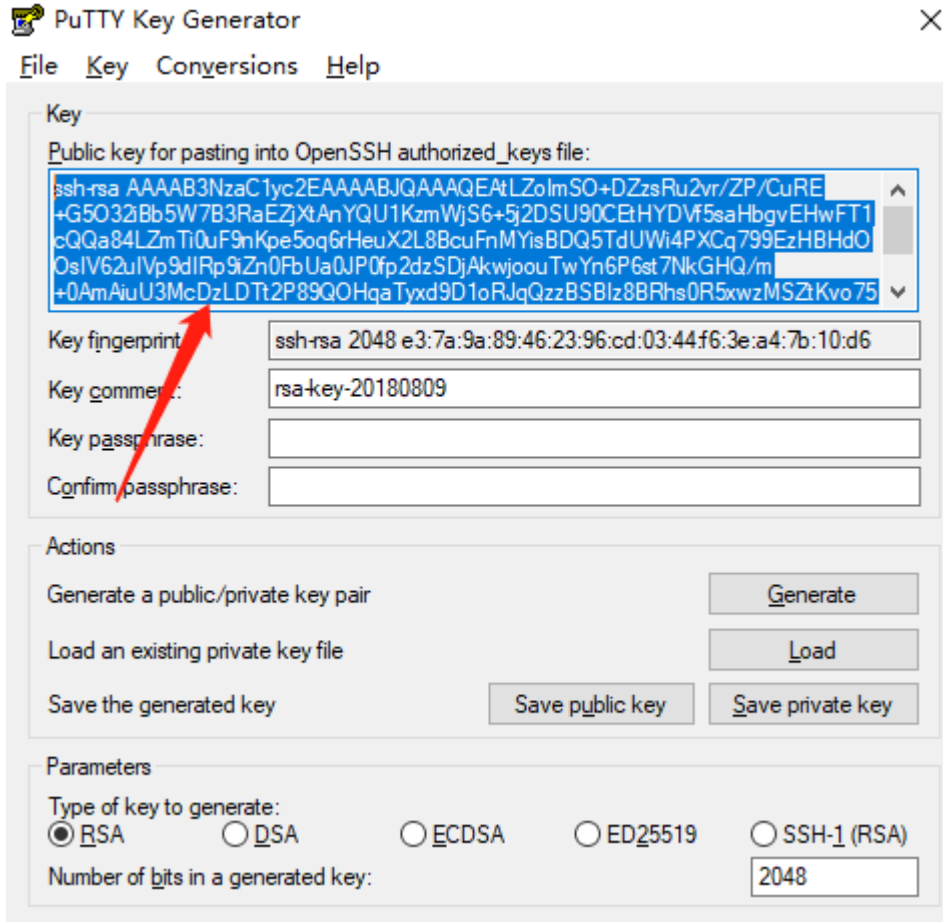 PuTTY Key Generator
File Key Conversions Help
Key
Public key for pasting into OpenSSH authorized_keys file:
ssh-rsa AAAAB3NzaC1yc2EAAAABJQAAAQEAtLZolmSO+DZzsRu2vr/ZP/CuRE
+G5O32iBb5W7B3RaEZjXtAnYQU1KzmWjS6+5j2DSU90CEtHYDVf5saHbgvEHwFT1
cQQa84LZmTi0uF9nKpe5oq6rHeuX2L8BcuFnMYisBDQ5TdUWi4PXCq799EzHBHdO
OsIV62uIVp9dIRp9iZn0FbUa0JP0fp2dzSDjAkwjoouTwYn6P6st7NkGHQ/m
+0AmAiuU3McDzLDTt2P89QOHqaTyxd9D1oRJqQzzBSBIz8BRhs0R5xwzMSZtKvo75
Key fingerprint: ssh-rsa 2048 e3:7a:9a:89:46:23:96:cd:03:44:f6:3e:a4:7b:10:d6
Key comment: rsa-key-20180809
Key passphrase:
Confirm passphrase:
Actions
Generate a public/private key pair Generate
Load an existing private key file Load
Save the generated key Save public key Save private key
Parameters
Type of key to generate:
RSA DSA ECDSA ED25519 SSH-1 (RSA)
Number of bits in a generated key: 2048